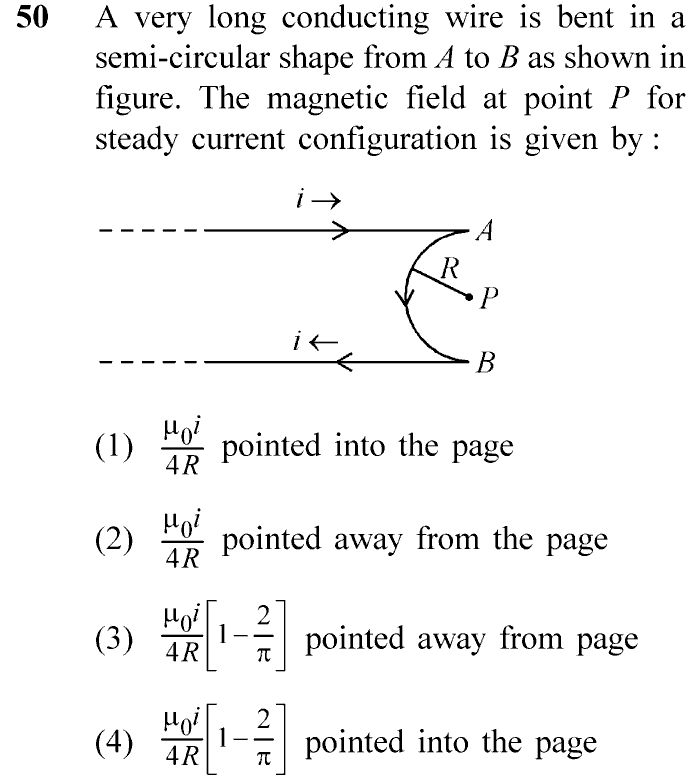 50 A very long conducting wire is bent in a
semi-circular shape from A to B as shown in
figure. The magnetic field at point P for
steady current configuration is given by :
i →
A
R
P
i ←
B
(1) μ₀i/4R pointed into the page
(2) μ₀i/4R pointed away from the page
(3) μ₀i/4R [1 − 2/π] pointed away from page
(4) μ₀i/4R [1 − 2/π] pointed into the page